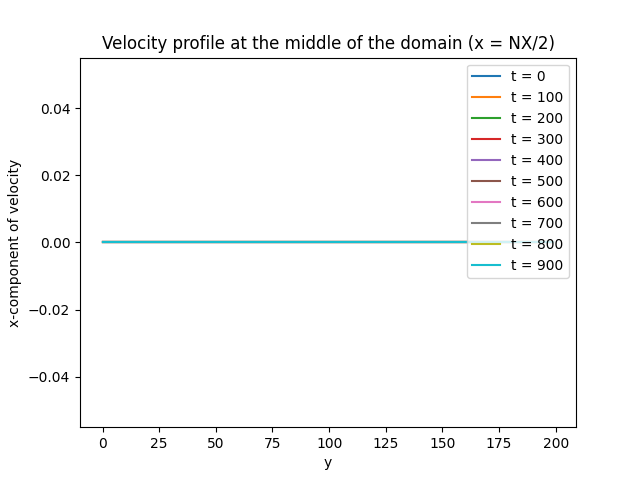 Velocity profile at the middle of the domain (x = NX/2)
x-component of velocity
0.04
0.02
0.00
−0.02
−0.04
t = 0
t = 100
t = 200
t = 300
t = 400
t = 500
t = 600
t = 700
t = 800
t = 900
0 25 50 75 100 125 150 175 200
y